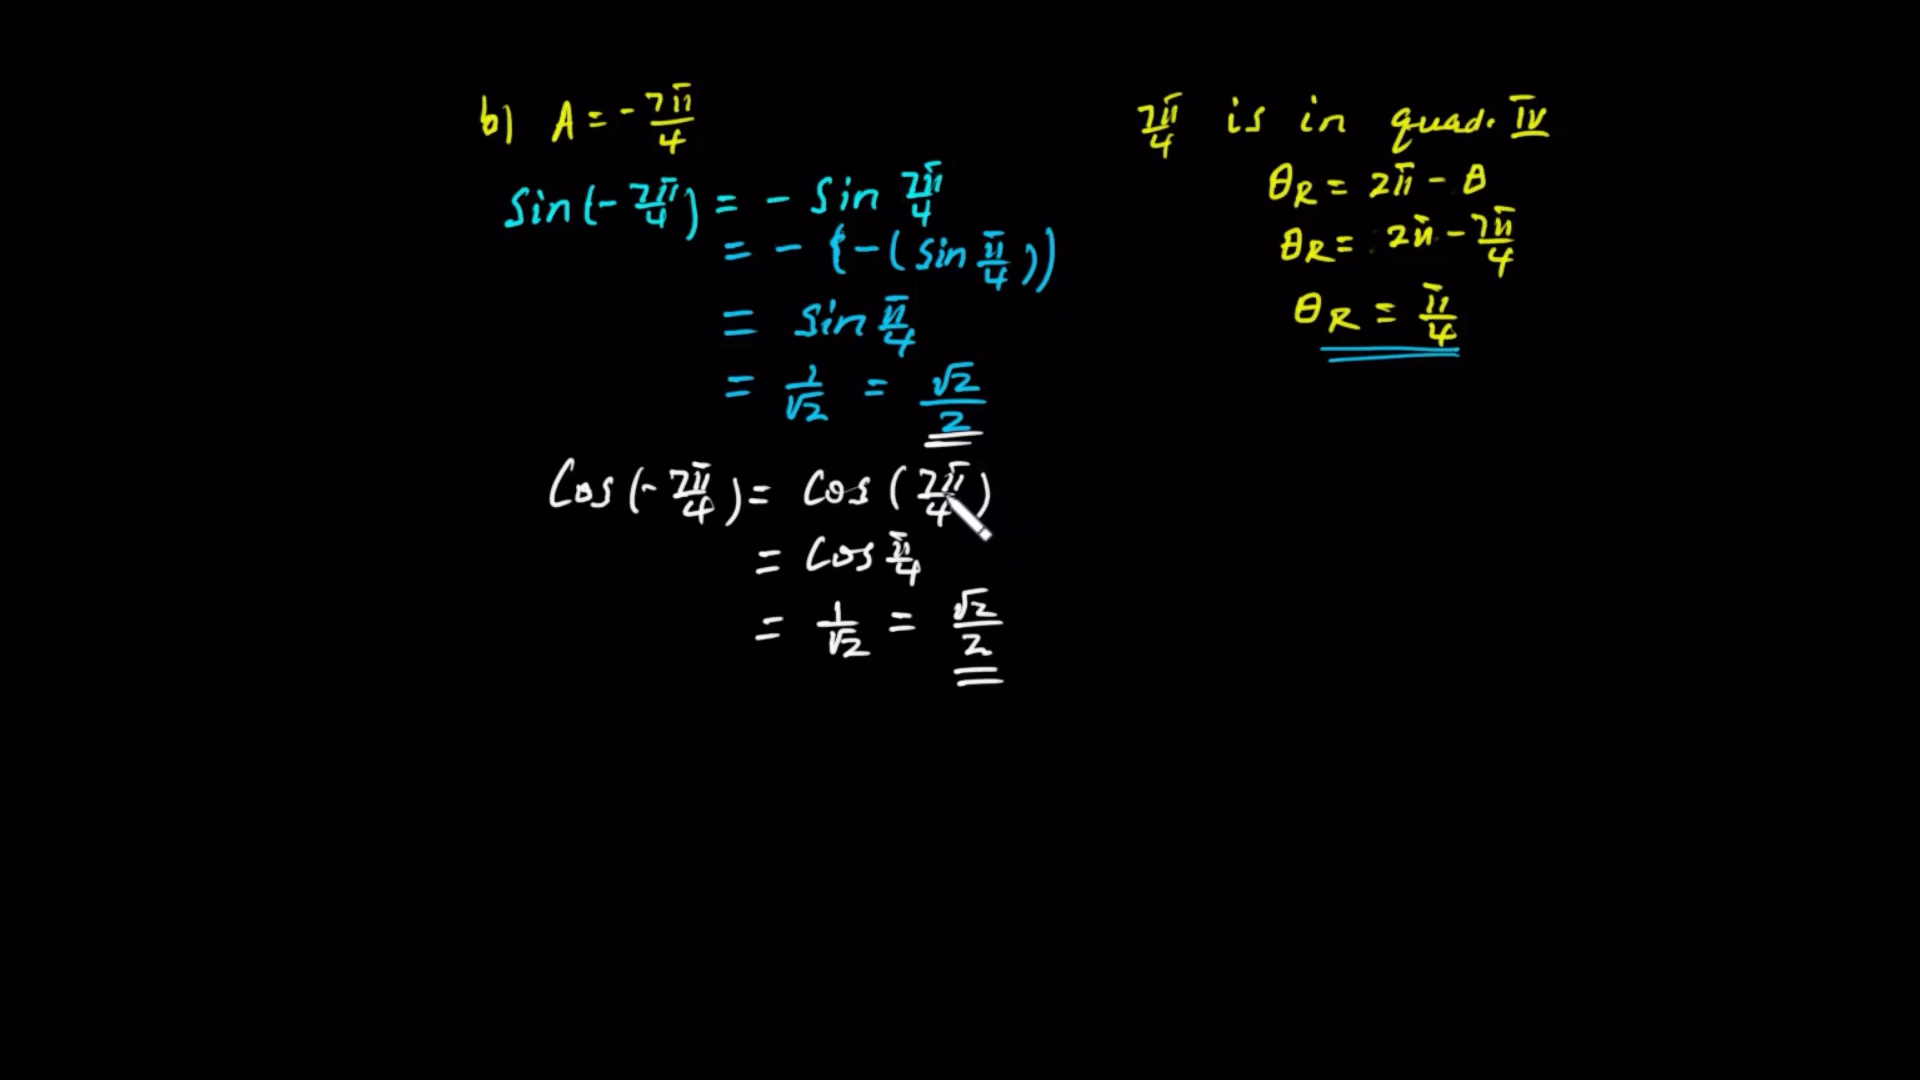 b) A = -7π/4
Sin(-7π/4) = - Sin 7π/4
= - {-(Sin π/4)}
= Sin π/4
= 1/√2 = √2/2
Cos(-7π/4) = Cos(7π/4)
= Cos π/4
= 1/√2 = √2/2
7π/4 is in quad. IV
θR = 2π - θ
θR = 2π - 7π/4
θR = π/4